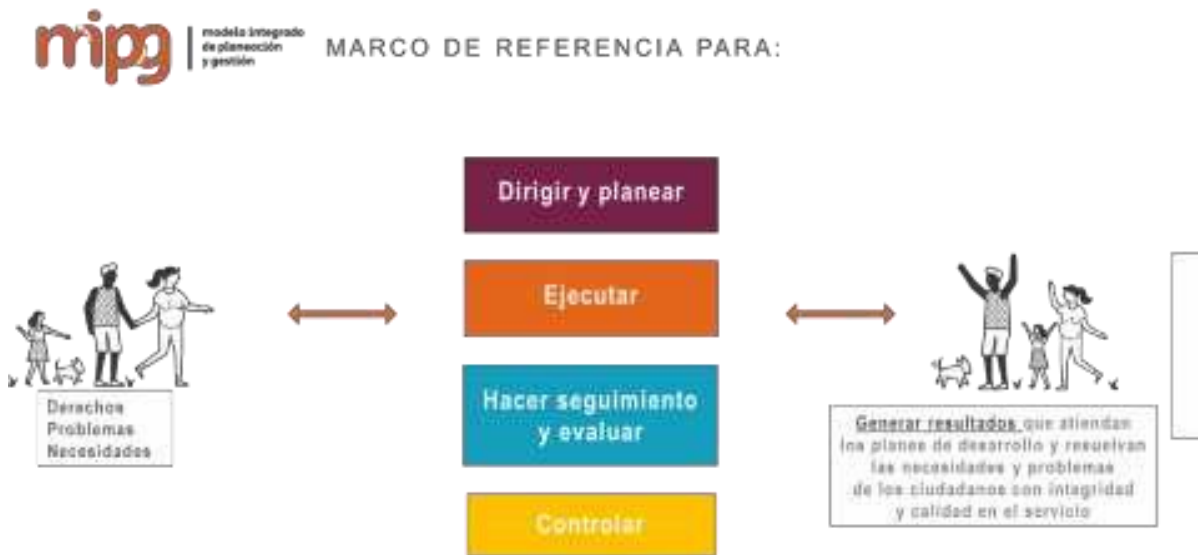 mipg
modelo integrado
de planeación
y gestión
MARCO DE REFERENCIA PARA:
Dirigir y planear
Ejecutar
Hacer seguimiento
y evaluar
Controlar
Derechos
Problemas
Necesidades
Generar resultados que atiendan
los planes de desarrollo y resuelvan
las necesidades y problemas
de los ciudadanos con integridad
y calidad en el servicio